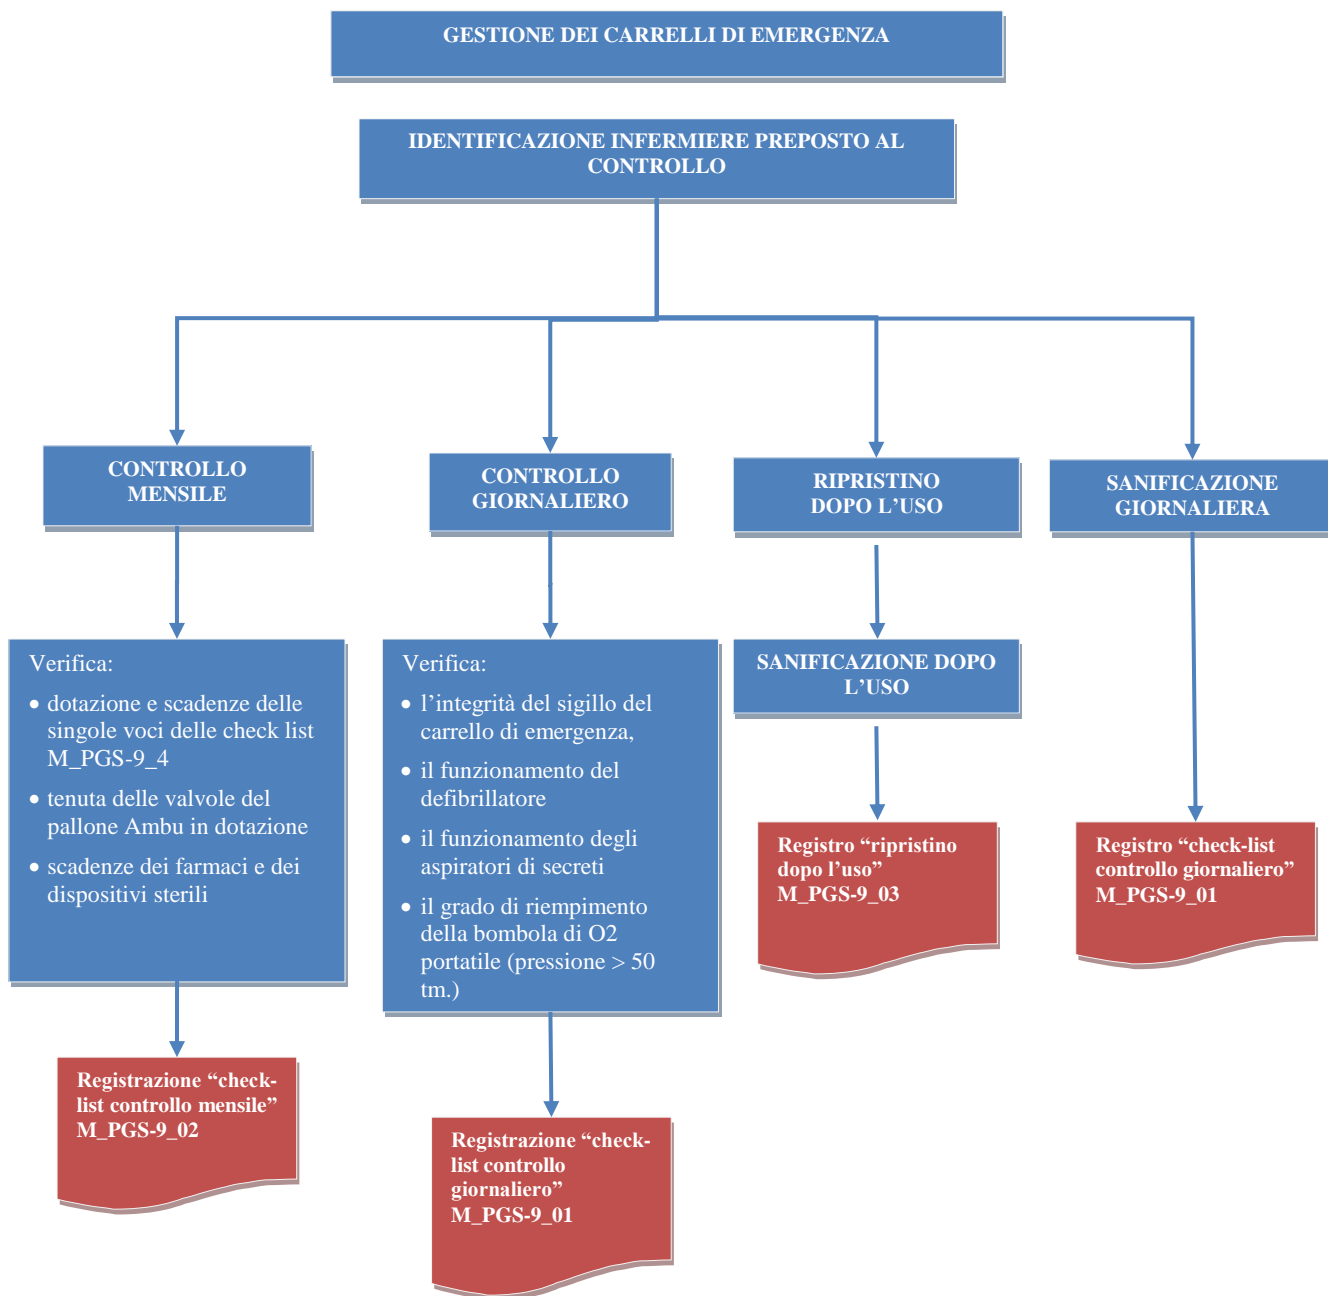 GESTIONE DEI CARRELLI DI EMERGENZA
IDENTIFICAZIONE INFERMIERE PREPOSTO AL
CONTROLLO
CONTROLLO
MENSILE
CONTROLLO
GIORNALIERO
RIPRISTINO
DOPO L’USO
SANIFICAZIONE
GIORNALIERA
Verifica:
• dotazione e scadenze delle
singole voci delle check list
M_PGS-9_4
• tenuta delle valvole del
pallone Ambu in dotazione
• scadenze dei farmaci e dei
dispositivi sterili
Verifica:
• l’integrità del sigillo del
carrello di emergenza,
• il funzionamento del
defibrillatore
• il funzionamento degli
aspiratori di secreti
• il grado di riempimento
della bombola di O2
portatile (pressione > 50
tm.)
SANIFICAZIONE DOPO
L’USO
Registro “ripristino
dopo l’uso”
M_PGS-9_03
Registro “check-list
controllo giornaliero”
M_PGS-9_01
Registrazione “check-
list controllo mensile”
M_PGS-9_02
Registrazione “check-
list controllo
giornaliero”
M_PGS-9_01